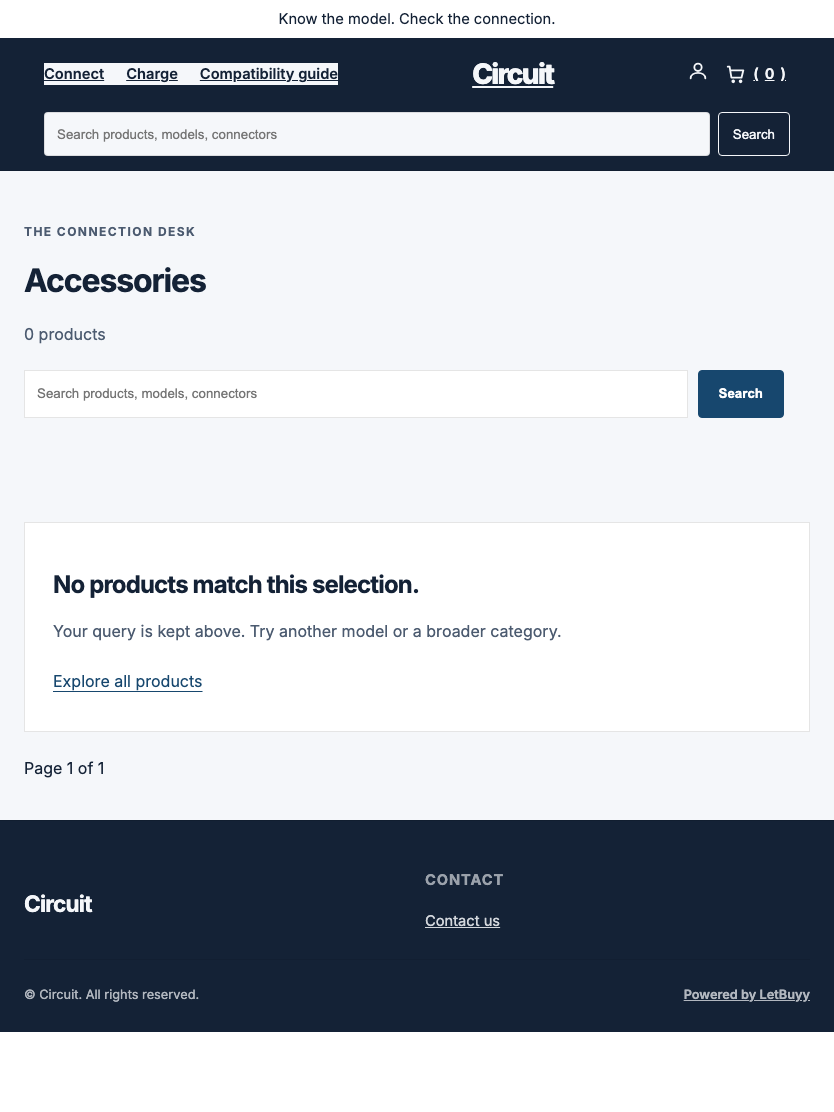 Know the model. Check the connection.
Connect Charge Compatibility guide
Circuit
( 0 )
Search products, models, connectors
Search
THE CONNECTION DESK
Accessories
0 products
Search products, models, connectors
Search
No products match this selection.
Your query is kept above. Try another model or a broader category.
Explore all products
Page 1 of 1
Circuit
CONTACT
Contact us
© Circuit. All rights reserved.
Powered by LetBuyy